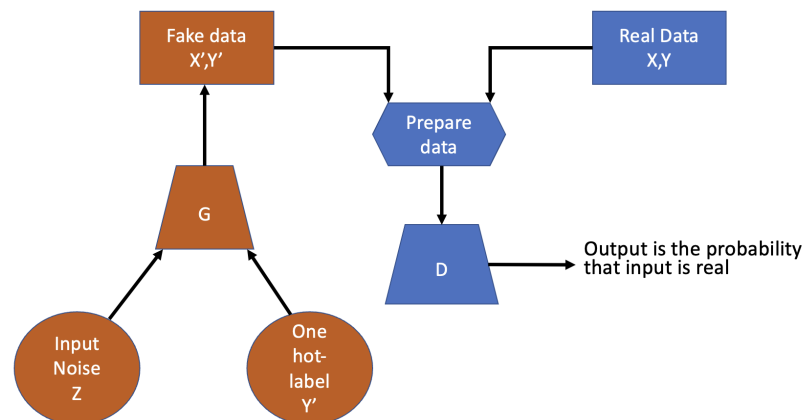 Fake data
X',Y'
Real Data
X,Y
Prepare
data
G
D
Output is the probability
that input is real
Input
Noise
Z
One
hot-
label
Y'